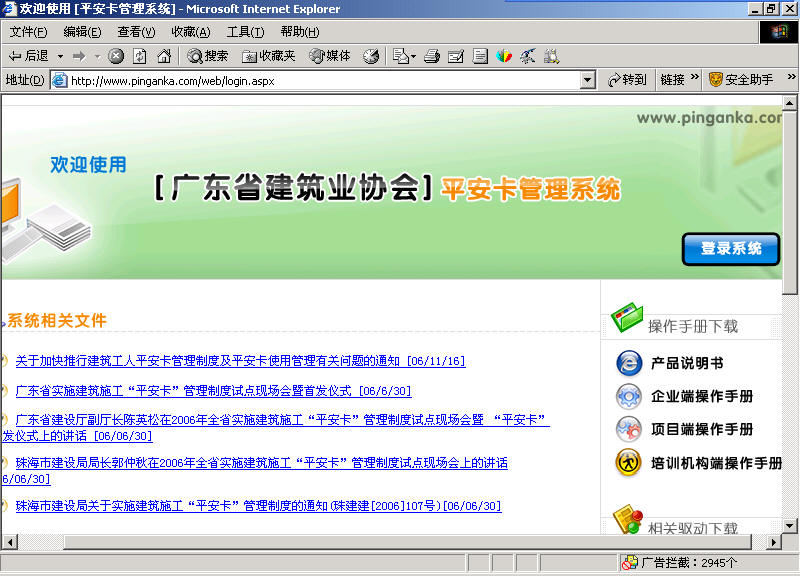 欢迎使用 [平安卡管理系统] - Microsoft Internet Explorer
文件(F) 编辑(E) 查看(V) 收藏(A) 工具(T) 帮助(H)
后退 搜索 收藏夹 媒体
地址(D) http://www.pinganka.com/web/login.aspx 转到 链接 » 安全助手 »
www.pinganka.com
欢迎使用
[广东省建筑业协会]平安卡管理系统
登录系统
系统相关文件
关于加快推行建筑工人平安卡管理制度及平安卡使用管理有关问题的通知 [06/11/16]
广东省实施建筑施工“平安卡”管理制度试点现场会暨首发仪式 [06/6/30]
广东省建设厅副厅长陈英松在2006年全省实施建筑施工“平安卡”管理制度试点现场会暨 “平安卡”
发仪式上的讲话 [06/06/30]
珠海市建设局局长郭仲秋在2006年全省实施建筑施工“平安卡”管理制度试点现场会上的讲话
6/06/30]
珠海市建设局关于实施建筑施工“平安卡”管理制度的通知(珠建建[2006]107号)[06/06/30]
操作手册下载
产品说明书
企业端操作手册
项目端操作手册
培训机构端操作手册
相关驱动下载
广告拦截：2945个